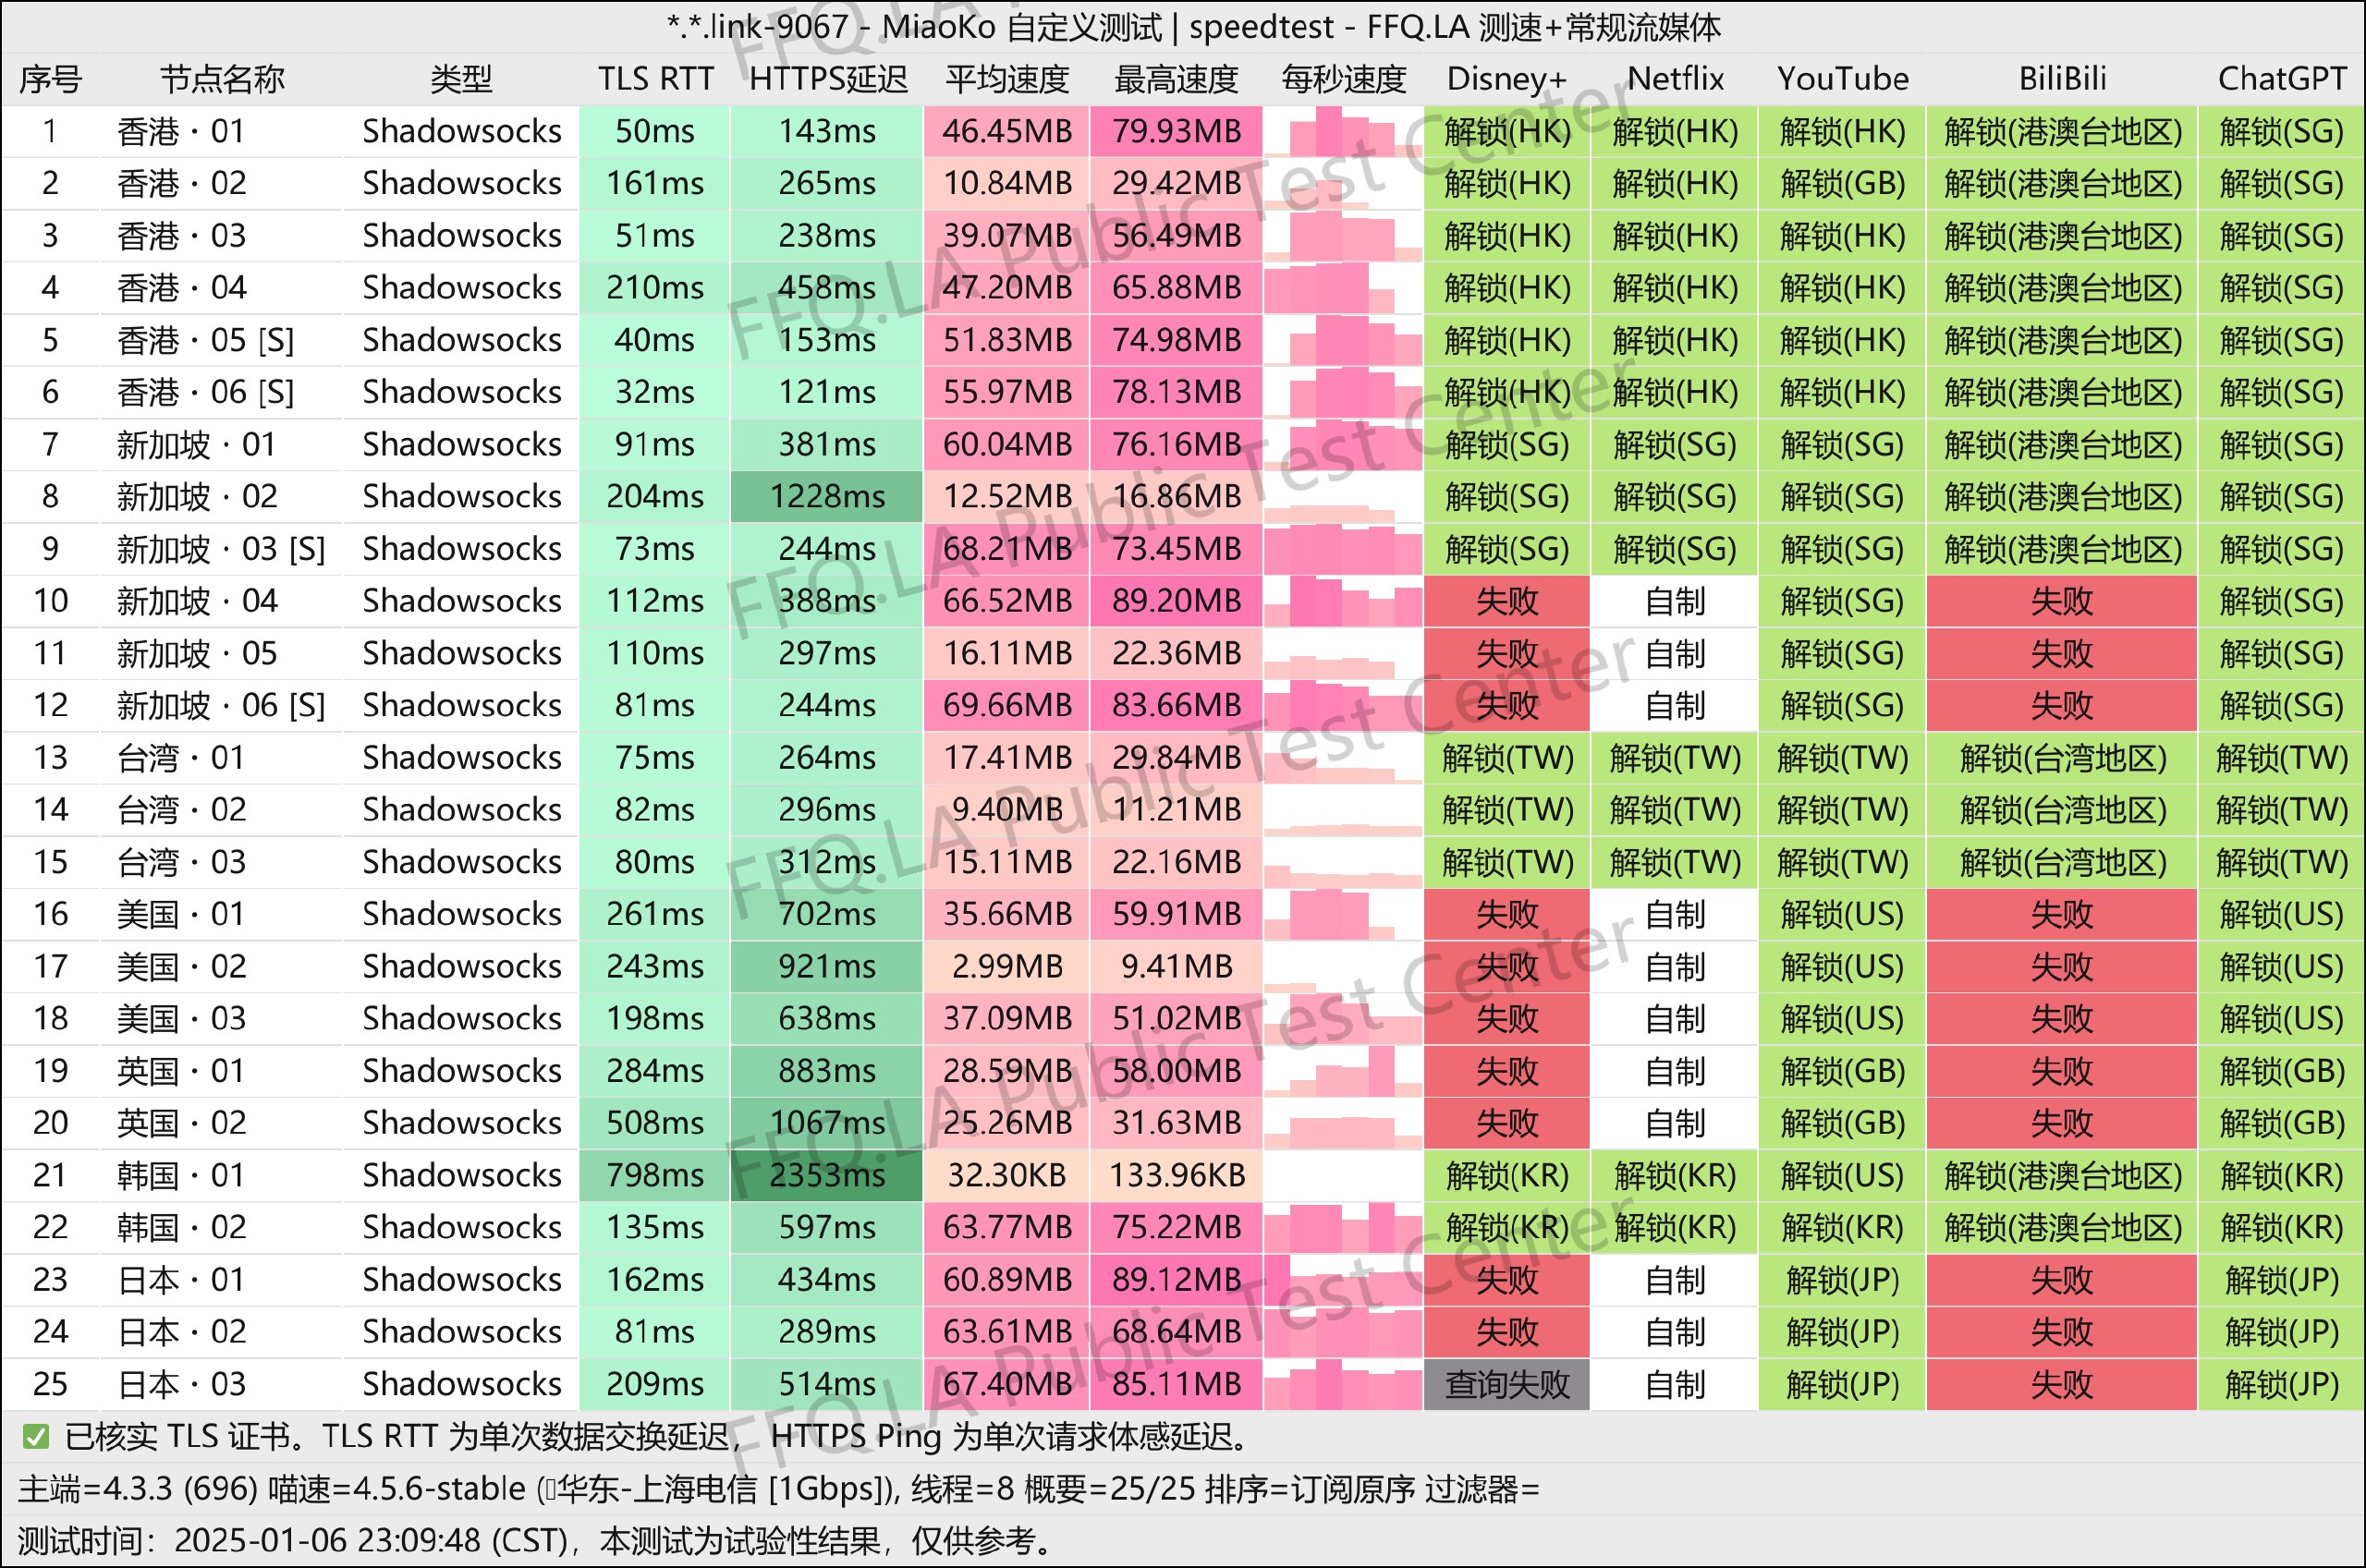 *.*.link-9067 - MiaoKo 自定义测试 | speedtest - FFQ.LA 测速+常规流媒体
序号 节点名称 类型 TLS RTT HTTPS延迟 平均速度 最高速度 每秒速度 Disney+ Netflix YouTube BiliBili ChatGPT
1 香港・01 Shadowsocks 50ms 143ms 46.45MB 79.93MB 解锁(HK) 解锁(HK) 解锁(HK) 解锁(港澳台地区) 解锁(SG)
2 香港・02 Shadowsocks 161ms 265ms 10.84MB 29.42MB 解锁(HK) 解锁(HK) 解锁(GB) 解锁(港澳台地区) 解锁(SG)
3 香港・03 Shadowsocks 51ms 238ms 39.07MB 56.49MB 解锁(HK) 解锁(HK) 解锁(HK) 解锁(港澳台地区) 解锁(SG)
4 香港・04 Shadowsocks 210ms 458ms 47.20MB 65.88MB 解锁(HK) 解锁(HK) 解锁(HK) 解锁(港澳台地区) 解锁(SG)
5 香港・05 [S] Shadowsocks 40ms 153ms 51.83MB 74.98MB 解锁(HK) 解锁(HK) 解锁(HK) 解锁(港澳台地区) 解锁(SG)
6 香港・06 [S] Shadowsocks 32ms 121ms 55.97MB 78.13MB 解锁(HK) 解锁(HK) 解锁(HK) 解锁(港澳台地区) 解锁(SG)
7 新加坡・01 Shadowsocks 91ms 381ms 60.04MB 76.16MB 解锁(SG) 解锁(SG) 解锁(SG) 解锁(港澳台地区) 解锁(SG)
8 新加坡・02 Shadowsocks 204ms 1228ms 12.52MB 16.86MB 解锁(SG) 解锁(SG) 解锁(SG) 解锁(港澳台地区) 解锁(SG)
9 新加坡・03 [S] Shadowsocks 73ms 244ms 68.21MB 73.45MB 解锁(SG) 解锁(SG) 解锁(SG) 解锁(港澳台地区) 解锁(SG)
10 新加坡・04 Shadowsocks 112ms 388ms 66.52MB 89.20MB 失败 自制 解锁(SG) 失败 解锁(SG)
11 新加坡・05 Shadowsocks 110ms 297ms 16.11MB 22.36MB 失败 自制 解锁(SG) 失败 解锁(SG)
12 新加坡・06 [S] Shadowsocks 81ms 244ms 69.66MB 83.66MB 失败 自制 解锁(SG) 失败 解锁(SG)
13 台湾・01 Shadowsocks 75ms 264ms 17.41MB 29.84MB 解锁(TW) 解锁(TW) 解锁(TW) 解锁(台湾地区) 解锁(TW)
14 台湾・02 Shadowsocks 82ms 296ms 9.40MB 11.21MB 解锁(TW) 解锁(TW) 解锁(TW) 解锁(台湾地区) 解锁(TW)
15 台湾・03 Shadowsocks 80ms 312ms 15.11MB 22.16MB 解锁(TW) 解锁(TW) 解锁(TW) 解锁(台湾地区) 解锁(TW)
16 美国・01 Shadowsocks 261ms 702ms 35.66MB 59.91MB 失败 自制 解锁(US) 失败 解锁(US)
17 美国・02 Shadowsocks 243ms 921ms 2.99MB 9.41MB 失败 自制 解锁(US) 失败 解锁(US)
18 美国・03 Shadowsocks 198ms 638ms 37.09MB 51.02MB 失败 自制 解锁(US) 失败 解锁(US)
19 英国・01 Shadowsocks 284ms 883ms 28.59MB 58.00MB 失败 自制 解锁(GB) 失败 解锁(GB)
20 英国・02 Shadowsocks 508ms 1067ms 25.26MB 31.63MB 失败 自制 解锁(GB) 失败 解锁(GB)
21 韩国・01 Shadowsocks 798ms 2353ms 32.30KB 133.96KB 解锁(KR) 解锁(KR) 解锁(US) 解锁(港澳台地区) 解锁(KR)
22 韩国・02 Shadowsocks 135ms 597ms 63.77MB 75.22MB 解锁(KR) 解锁(KR) 解锁(KR) 解锁(港澳台地区) 解锁(KR)
23 日本・01 Shadowsocks 162ms 434ms 60.89MB 89.12MB 失败 自制 解锁(JP) 失败 解锁(JP)
24 日本・02 Shadowsocks 81ms 289ms 63.61MB 68.64MB 失败 自制 解锁(JP) 失败 解锁(JP)
25 日本・03 Shadowsocks 209ms 514ms 67.40MB 85.11MB 查询失败 自制 解锁(JP) 失败 解锁(JP)
✅ 已核实 TLS 证书。TLS RTT 为单次数据交换延迟， HTTPS Ping 为单次请求体感延迟。
主端=4.3.3 (696) 喵速=4.5.6-stable (华东-上海电信 [1Gbps]), 线程=8 概要=25/25 排序=订阅原序 过滤器=
测试时间：2025-01-06 23:09:48 (CST)，本测试为试验性结果，仅供参考。
FFQ.LA Public Test Center
FFQ.LA Public Test Center
FFQ.LA Public Test Center
FFQ.LA Public Test Center
FFQ.LA Public Test Center